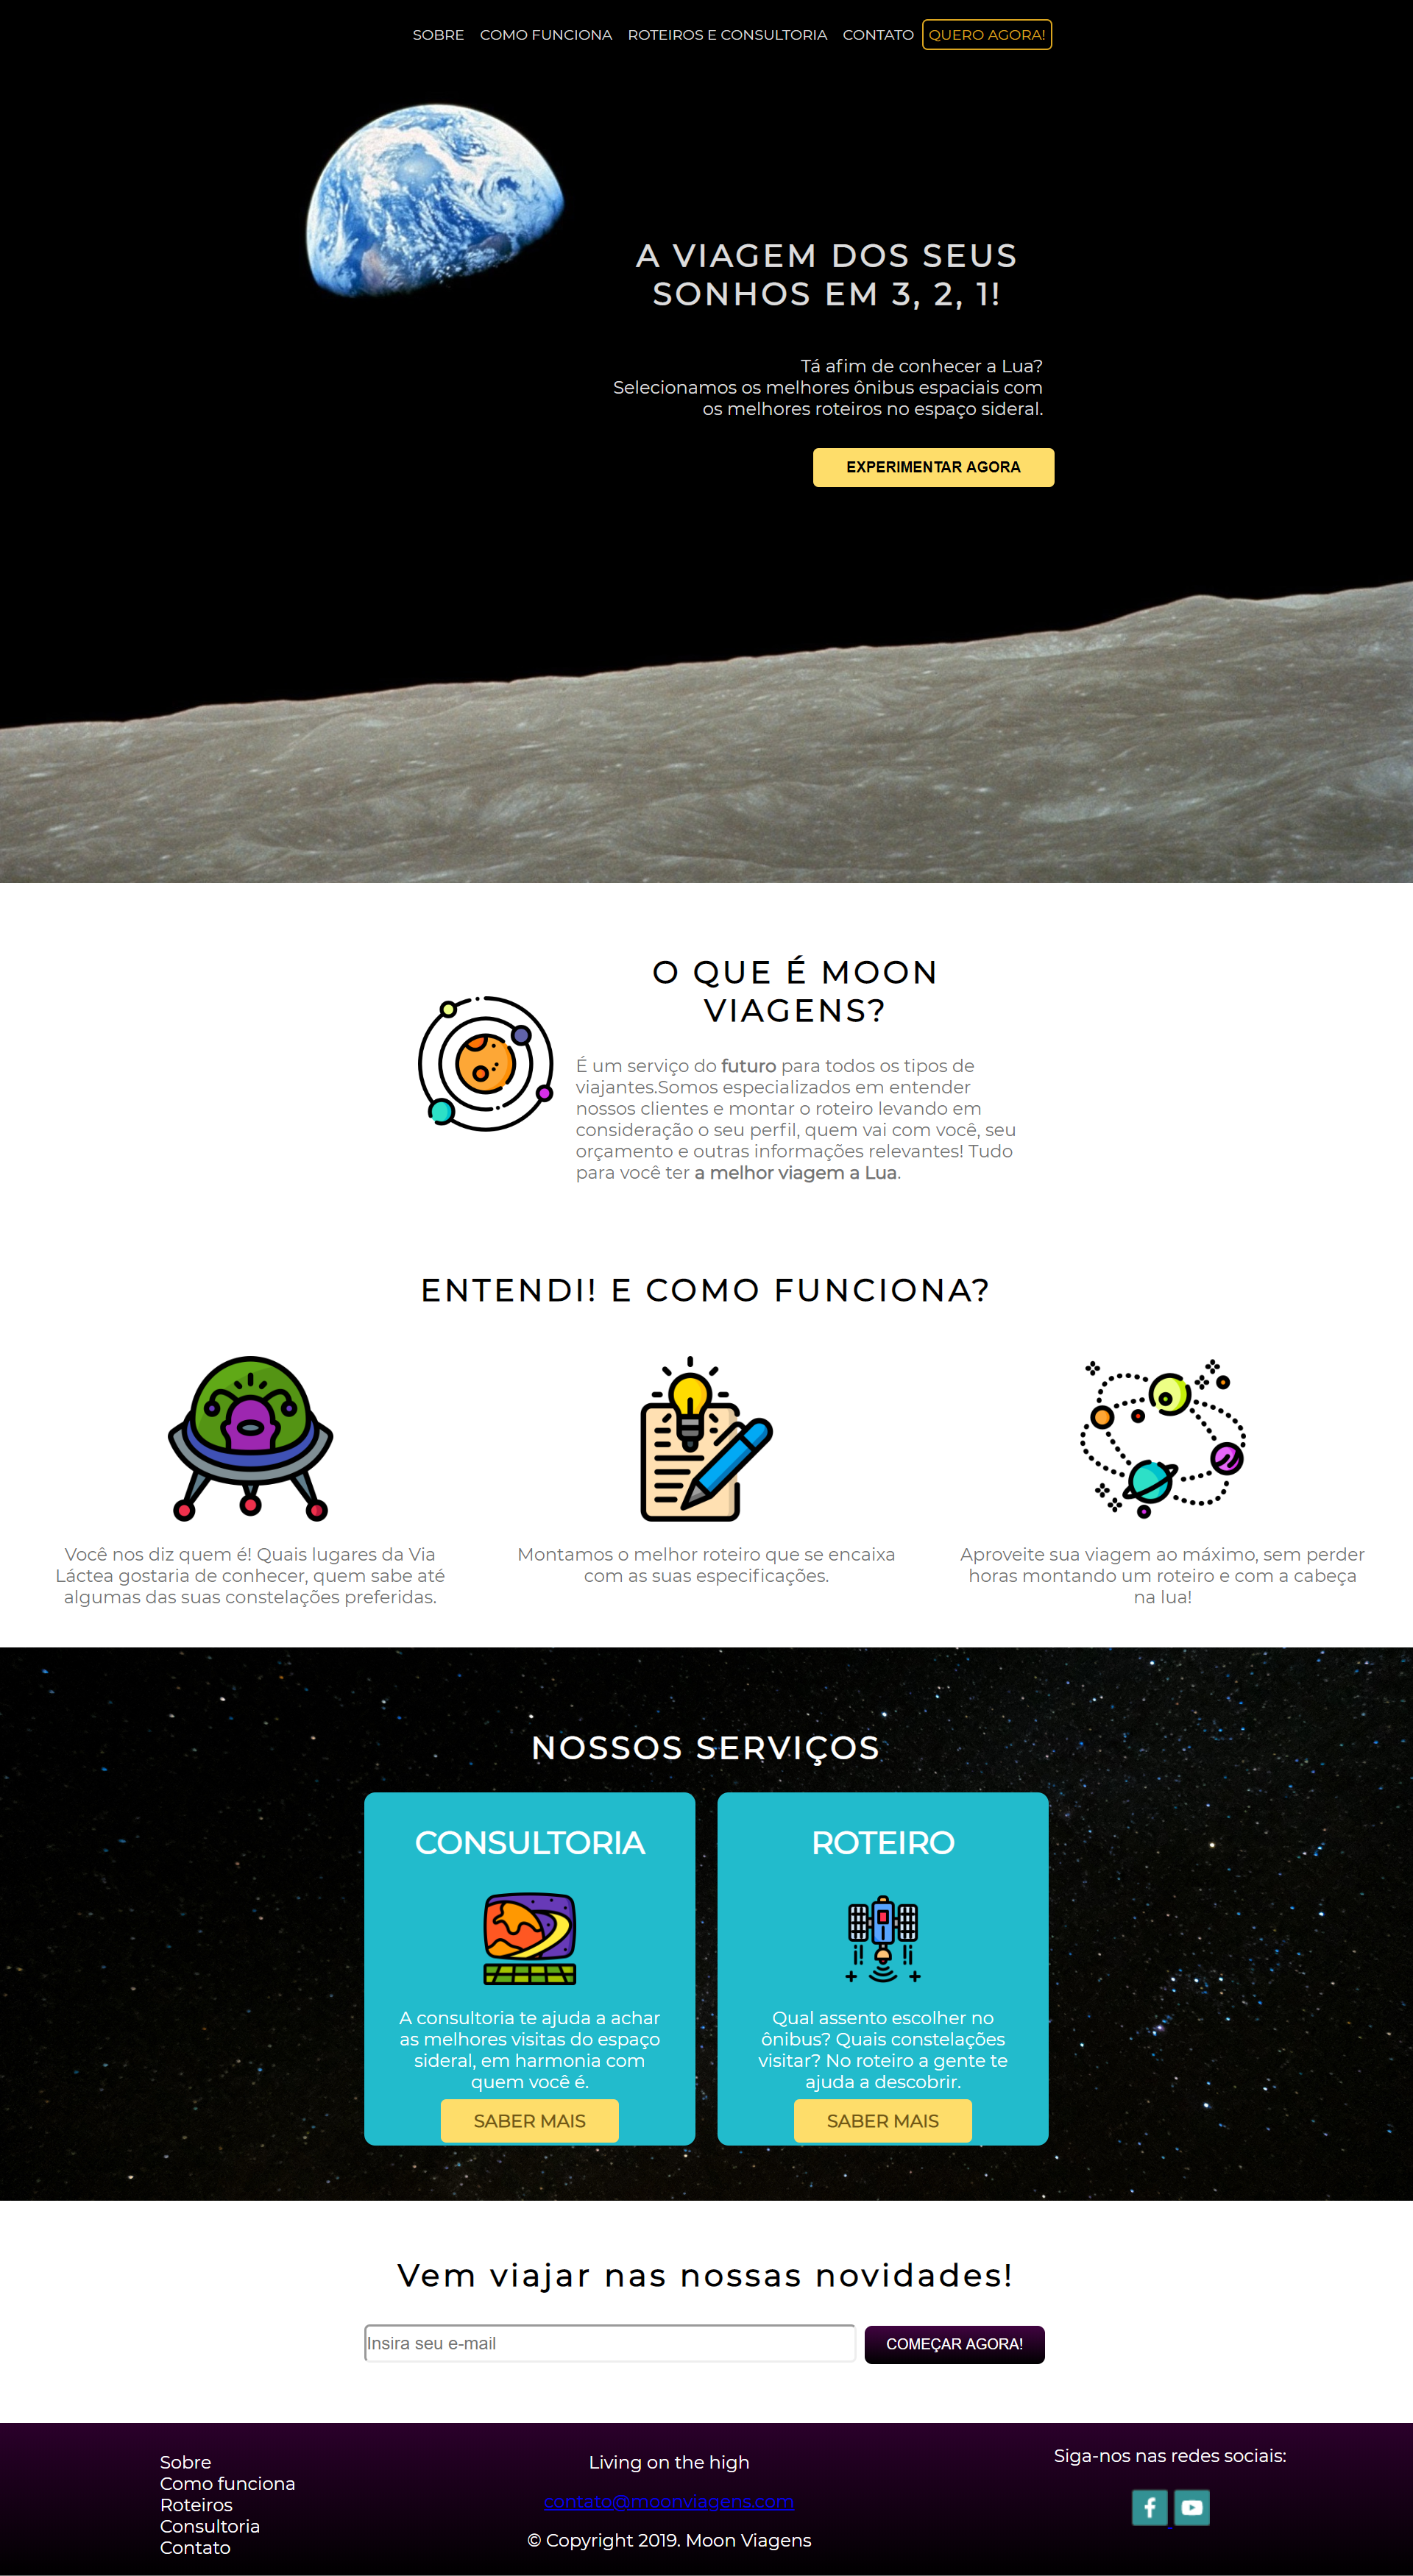 SOBRE COMO FUNCIONA ROTEIROS E CONSULTORIA CONTATO QUERO AGORA!
A VIAGEM DOS SEUS
SONHOS EM 3, 2, 1!
Tá afim de conhecer a Lua?
Selecionamos os melhores ônibus espaciais com
os melhores roteiros no espaço sideral.
EXPERIMENTAR AGORA
O QUE É MOON
VIAGENS?
É um serviço do futuro para todos os tipos de
viajantes.Somos especializados em entender
nossos clientes e montar o roteiro levando em
consideração o seu perfil, quem vai com você, seu
orçamento e outras informações relevantes! Tudo
para você ter a melhor viagem a Lua.
ENTENDI! E COMO FUNCIONA?
Você nos diz quem é! Quais lugares da Via
Láctea gostaria de conhecer, quem sabe até
algumas das suas constelações preferidas.
Montamos o melhor roteiro que se encaixa
com as suas especificações.
Aproveite sua viagem ao máximo, sem perder
horas montando um roteiro e com a cabeça
na lua!
NOSSOS SERVIÇOS
CONSULTORIA
A consultoria te ajuda a achar
as melhores visitas do espaço
sideral, em harmonia com
quem você é.
SABER MAIS
ROTEIRO
Qual assento escolher no
ônibus? Quais constelações
visitar? No roteiro a gente te
ajuda a descobrir.
SABER MAIS
Vem viajar nas nossas novidades!
Insira seu e-mail
COMEÇAR AGORA!
Sobre
Como funciona
Roteiros
Consultoria
Contato
Living on the high
contato@moonviagens.com
© Copyright 2019. Moon Viagens
Siga-nos nas redes sociais: